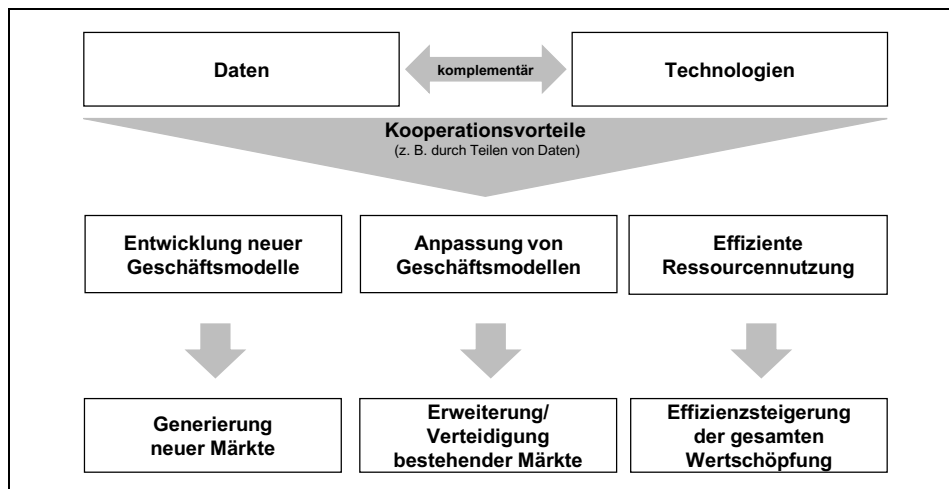 Daten
komplementär
Technologien
Kooperationsvorteile
(z. B. durch Teilen von Daten)
Entwicklung neuer
Geschäftsmodelle
Anpassung von
Geschäftsmodellen
Effiziente
Ressourcennutzung
Generierung
neuer Märkte
Erweiterung/
Verteidigung
bestehender Märkte
Effizienzsteigerung
der gesamten
Wertschöpfung